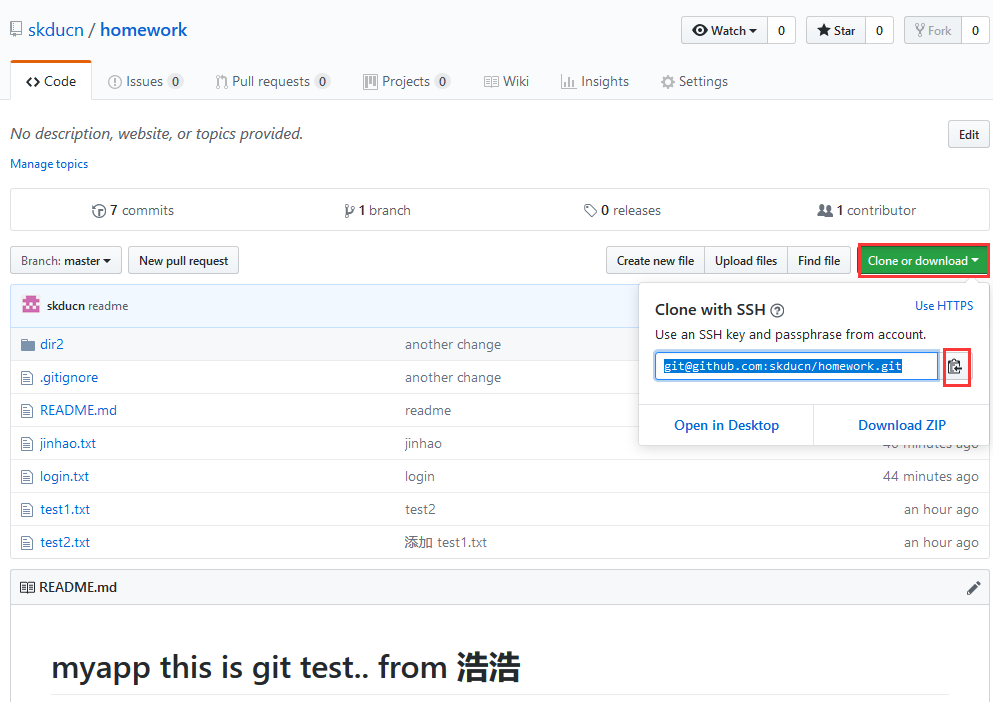 skducn / homework
Watch 0 Star 0 Fork 0
Code Issues 0 Pull requests 0 Projects 0 Wiki Insights Settings
No description, website, or topics provided.
Edit
Manage topics
7 commits 1 branch 0 releases 1 contributor
Branch: master New pull request Create new file Upload files Find file Clone or download
skducn readme
Clone with SSH Use HTTPS
Use an SSH key and passphrase from account.
git@github.com:skducn/homework.git
Open in Desktop Download ZIP
dir2 another change
.gitignore another change
README.md readme
jinhao.txt jinhao 46 minutes ago
login.txt login 44 minutes ago
test1.txt test2 an hour ago
test2.txt 添加 test1.txt an hour ago
README.md
myapp this is git test.. from 浩浩